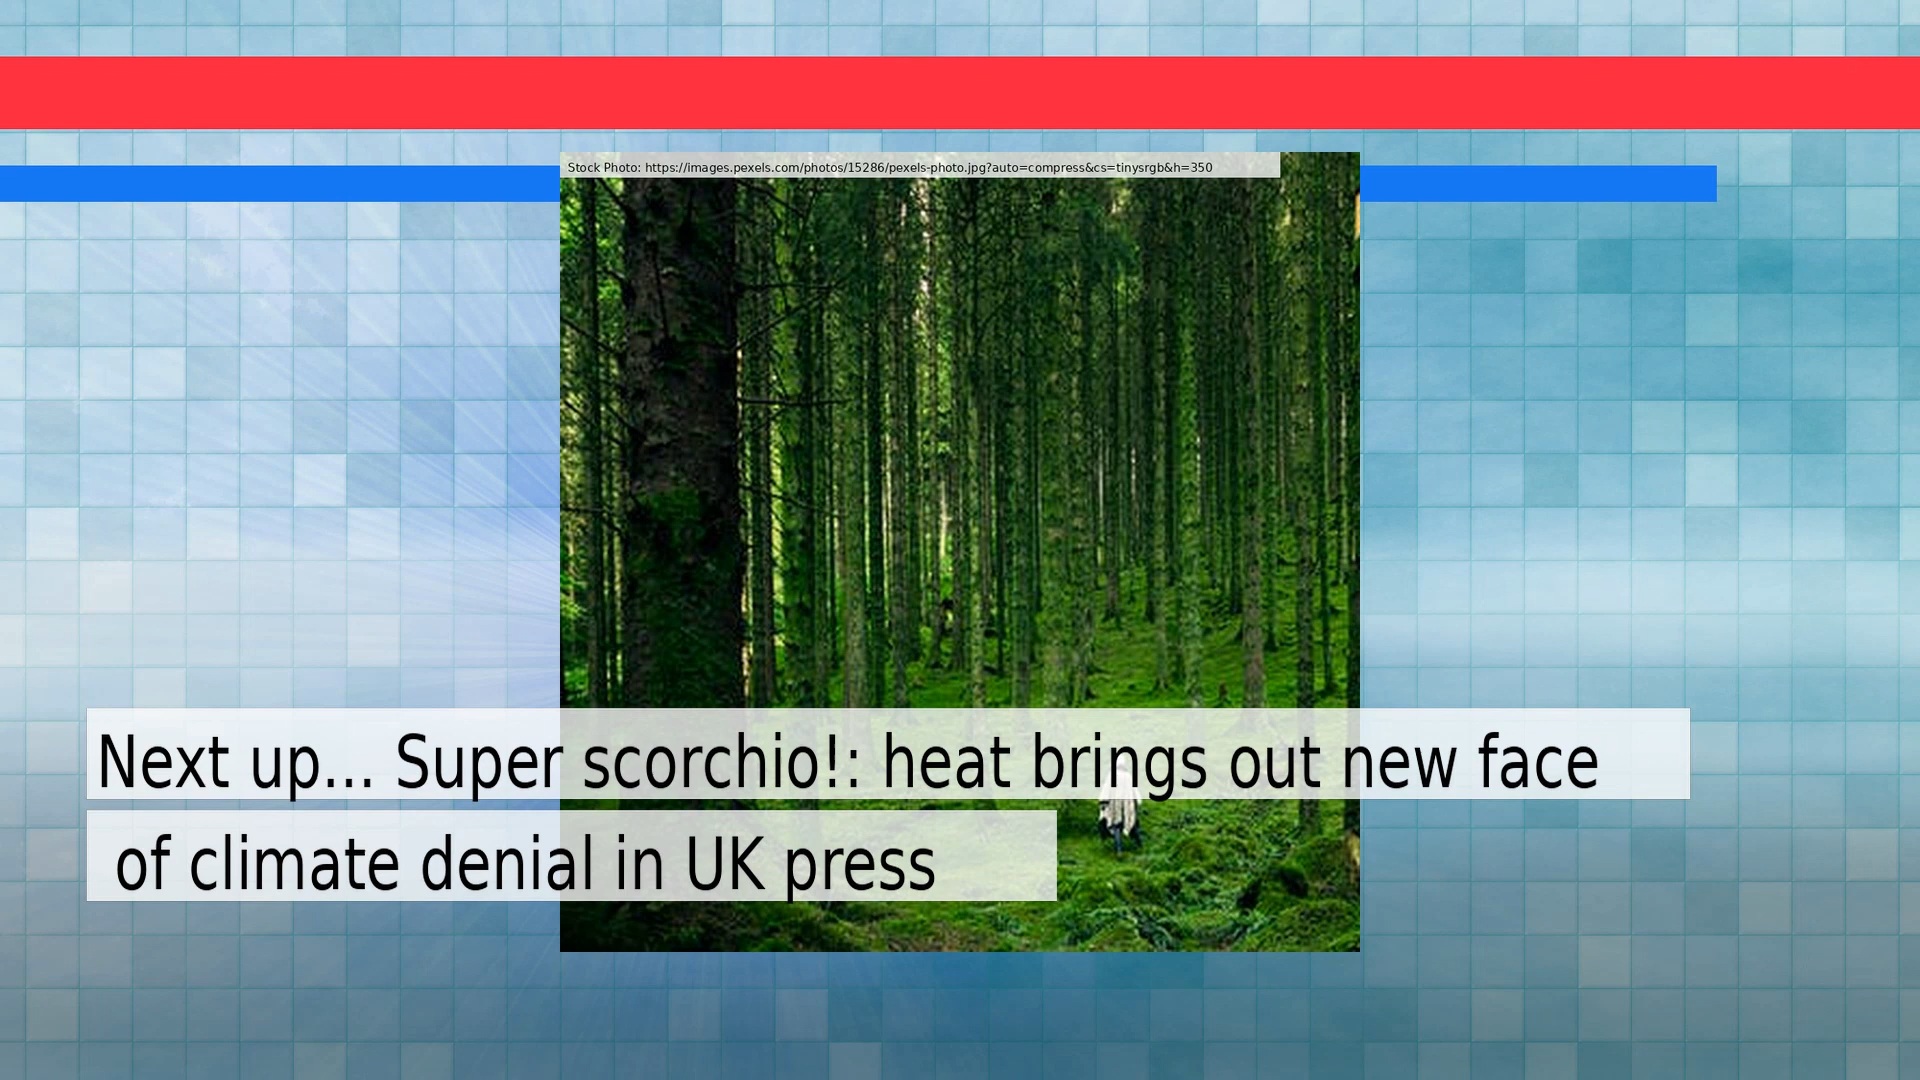 Stock Photo: https://images.pexels.com/photos/15286/pexels-photo.jpg?auto=compress&cs=tinysrgb&h=350
Next up... Super scorchio!: heat brings out new face
of climate denial in UK press